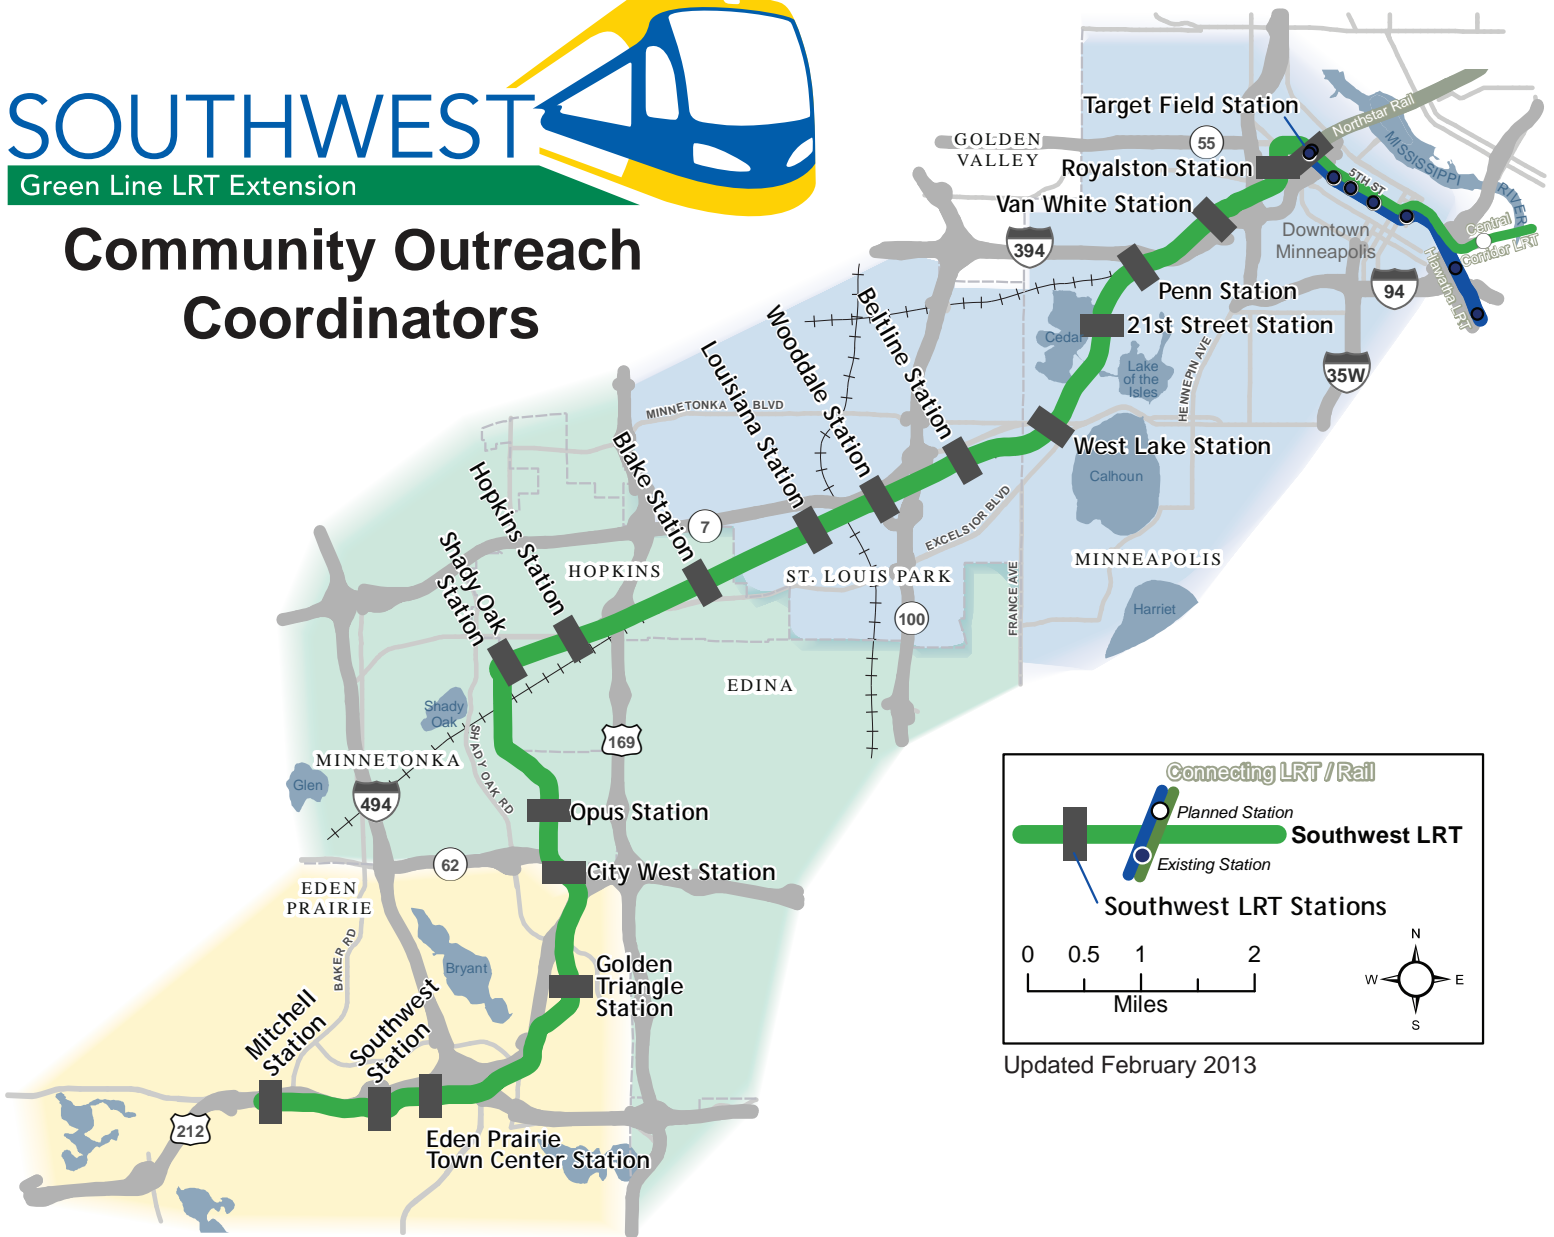 SOUTHWEST
Green Line LRT Extension
Community Outreach
Coordinators
Target Field Station
Northstar Rail
MISSISSIPPI
RIVER
GOLDEN
VALLEY
55
Royalston Station
5TH ST
Van White Station
394
Downtown
Minneapolis
Central
Corridor LRT
Hiawatha LRT
94
Penn Station
21st Street Station
Cedar
Lake
of the
Isles
HENNEPIN AVE
35W
Beltline Station
Wooddale Station
Louisiana Station
MINNETONKA BLVD
West Lake Station
Calhoun
Blake Station
Hopkins Station
Shady Oak
Station
7
EXCELSIOR BLVD
HOPKINS
ST. LOUIS PARK
MINNEAPOLIS
FRANCE AVE
100
Harriet
EDINA
Shady
Oak
SHADY OAK RD
169
MINNETONKA
Glen
494
Opus Station
62
City West Station
EDEN
PRAIRIE
BAKER RD
Bryant
Golden
Triangle
Station
Mitchell
Station
Southwest
Station
212
Eden Prairie
Town Center Station
Connecting LRT / Rail
Planned Station
Southwest LRT
Existing Station
Southwest LRT Stations
0 0.5 1 2
Miles
N
W E
S
Updated February 2013